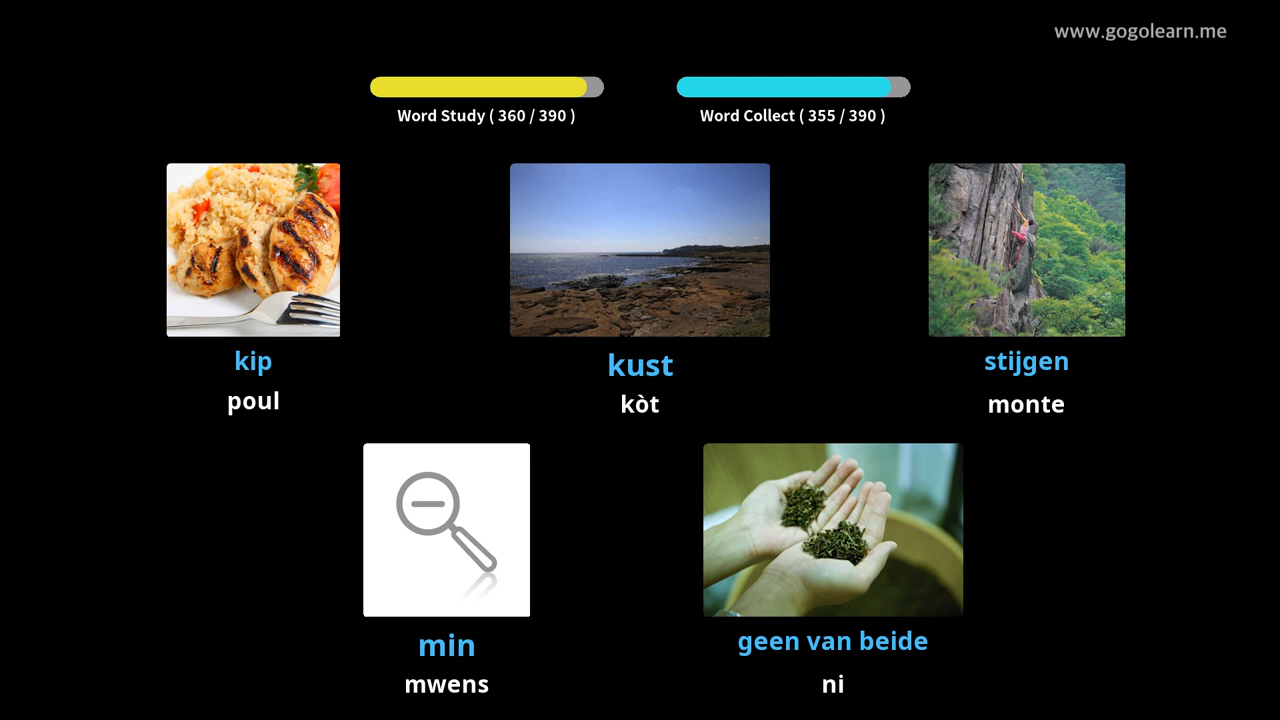 www.gogolearn.me
Word Study ( 360 / 390 )
Word Collect ( 355 / 390 )
kip
poul
kust
kòt
stijgen
monte
min
mwens
geen van beide
ni